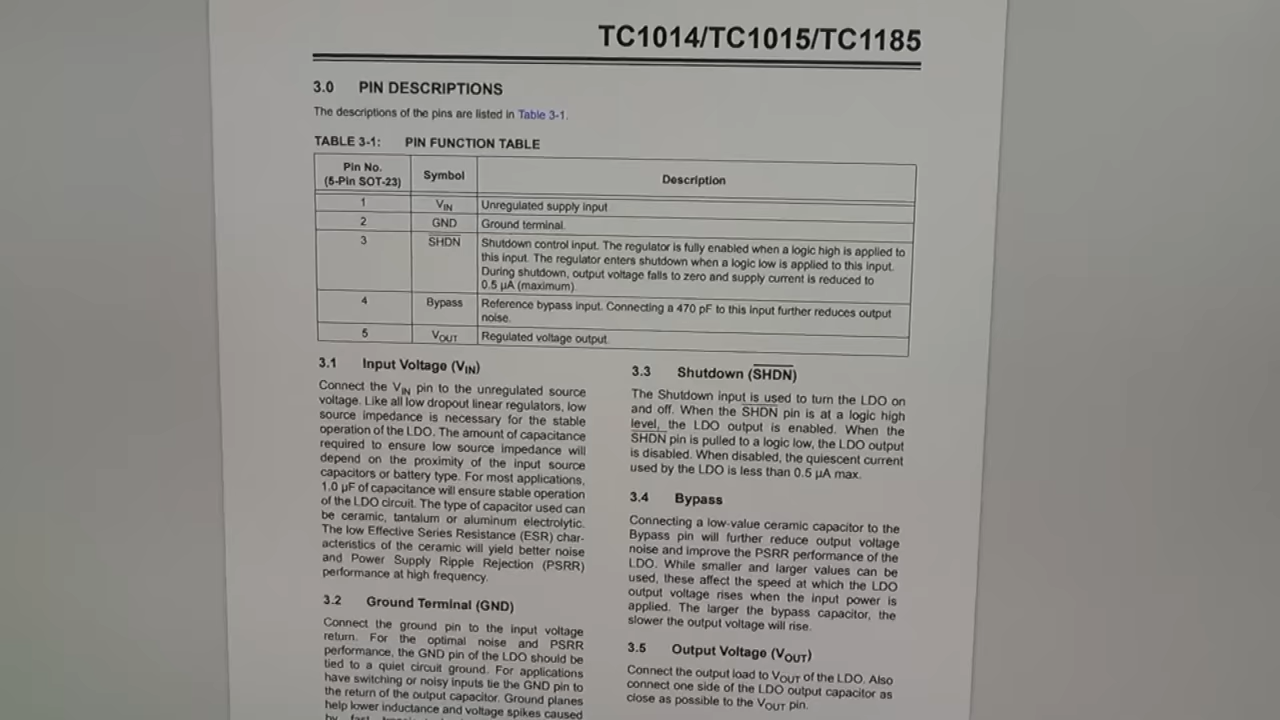 TC1014/TC1015/TC1185
3.0 PIN DESCRIPTIONS
The descriptions of the pins are listed in Table 3-1.
TABLE 3-1: PIN FUNCTION TABLE
Pin No. (5-Pin SOT-23) Symbol Description
1 VIN Unregulated supply input
2 GND Ground terminal.
3 SHDN Shutdown control input. The regulator is fully enabled when a logic high is applied to
this input. The regulator enters shutdown when a logic low is applied to this input.
During shutdown, output voltage falls to zero and supply current is reduced to
0.5 µA (maximum)
4 Bypass Reference bypass input. Connecting a 470 pF to this input further reduces output
noise.
5 VOUT Regulated voltage output.
3.1 Input Voltage (VIN)
Connect the VIN pin to the unregulated source
voltage. Like all low dropout linear regulators, low
source impedance is necessary for the stable
operation of the LDO. The amount of capacitance
required to ensure low source impedance will
depend on the proximity of the input source
capacitors or battery type. For most applications,
1.0 µF of capacitance will ensure stable operation
of the LDO circuit. The type of capacitor used can
be ceramic, tantalum or aluminum electrolytic.
The low Effective Series Resistance (ESR) char-
acteristics of the ceramic will yield better noise
and Power Supply Ripple Rejection (PSRR)
performance at high frequency.
3.2 Ground Terminal (GND)
Connect the ground pin to the input voltage
return. For the optimal noise and PSRR
performance, the GND pin of the LDO should be
tied to a quiet circuit ground. For applications
have switching or noisy inputs tie the GND pin to
the return of the output capacitor. Ground planes
help lower inductance and voltage spikes caused
by fast
3.3 Shutdown (SHDN)
The Shutdown input is used to turn the LDO on
and off. When the SHDN pin is at a logic high
level, the LDO output is enabled. When the
SHDN pin is pulled to a logic low, the LDO output
is disabled. When disabled, the quiescent current
used by the LDO is less than 0.5 µA max.
3.4 Bypass
Connecting a low-value ceramic capacitor to the
Bypass pin will further reduce output voltage
noise and improve the PSRR performance of the
LDO. While smaller and larger values can be
used, these affect the speed at which the LDO
output voltage rises when the input power is
applied. The larger the bypass capacitor, the
slower the output voltage will rise.
3.5 Output Voltage (VOUT)
Connect the output load to VOUT of the LDO. Also
connect one side of the LDO output capacitor as
close as possible to the VOUT pin.